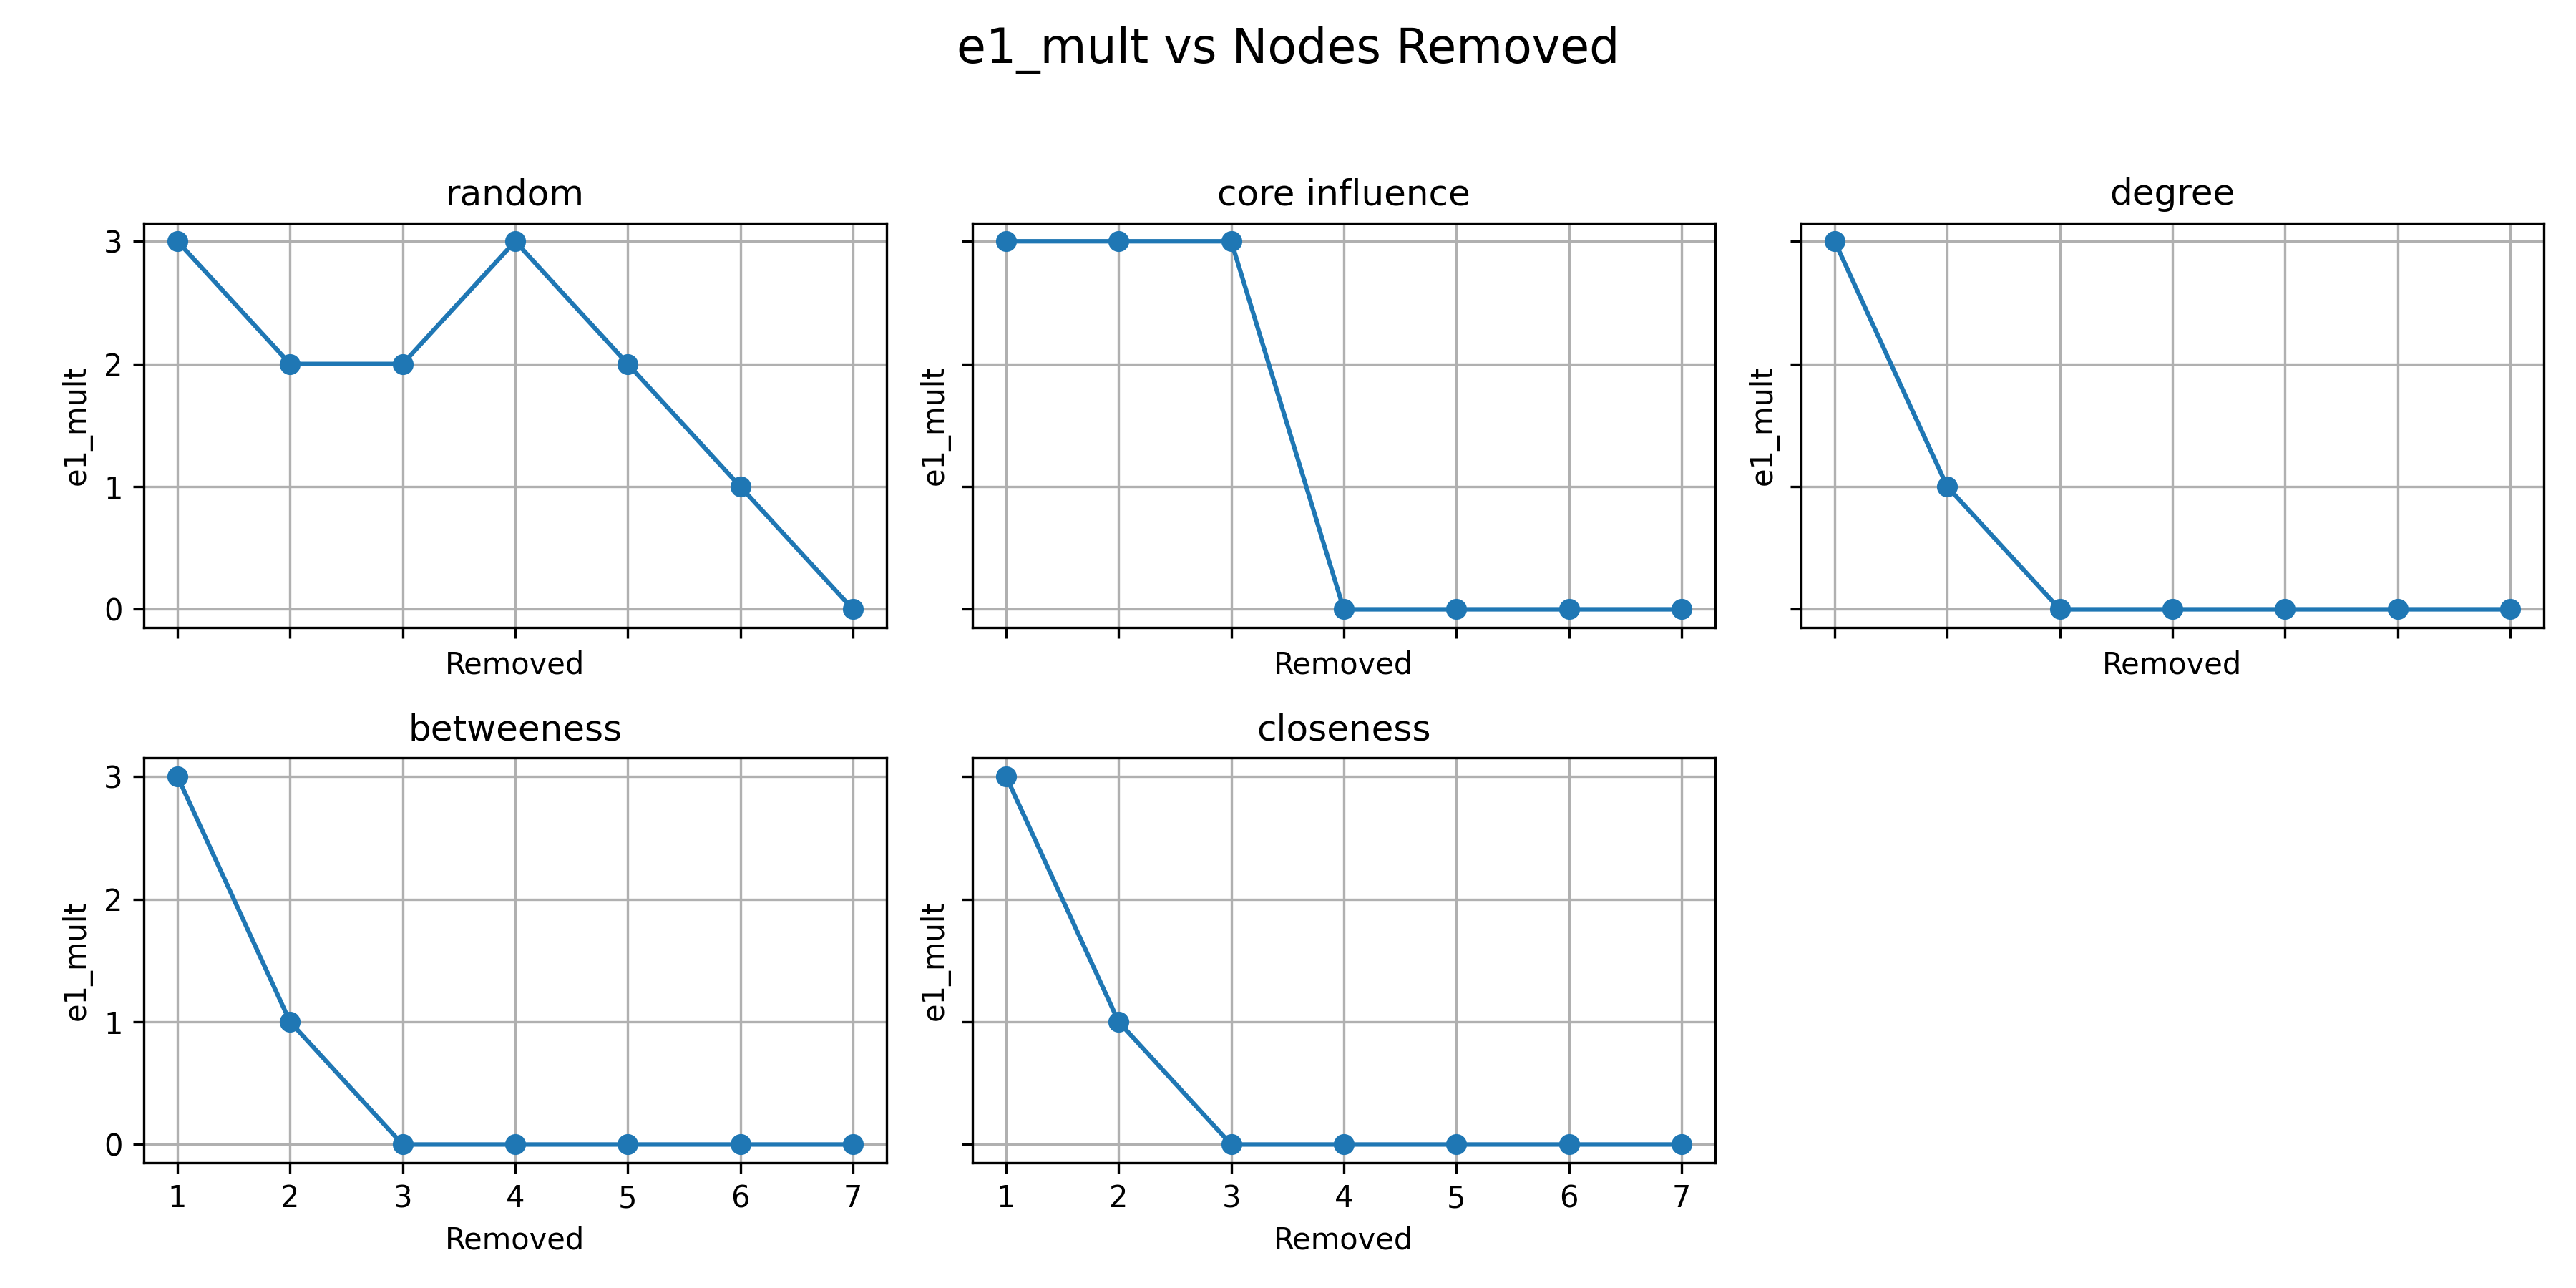 e1_mult vs Nodes Removed
random
core influence
degree
e1_mult
3
2
1
0
Removed
e1_mult
Removed
e1_mult
Removed
betweeness
closeness
e1_mult
3
2
1
0
1 2 3 4 5 6 7
Removed
e1_mult
1 2 3 4 5 6 7
Removed